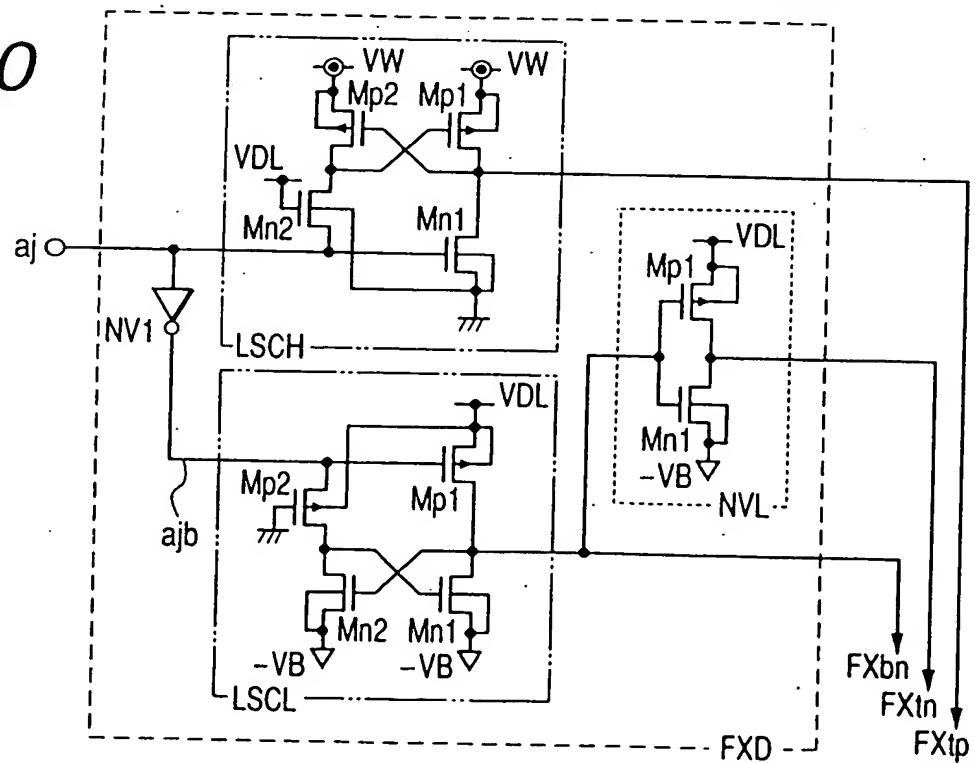 0
VW VW
Mp2 Mp1
VDL
Mn2 Mn1
aj
NV1
LSCH
VDL
Mp1
Mn1
-VB
NVL
VDL
Mp2 Mp1
ajb
Mn2 Mn1
-VB -VB
LSCL
FXbn
FXtn
FXtp
FXD